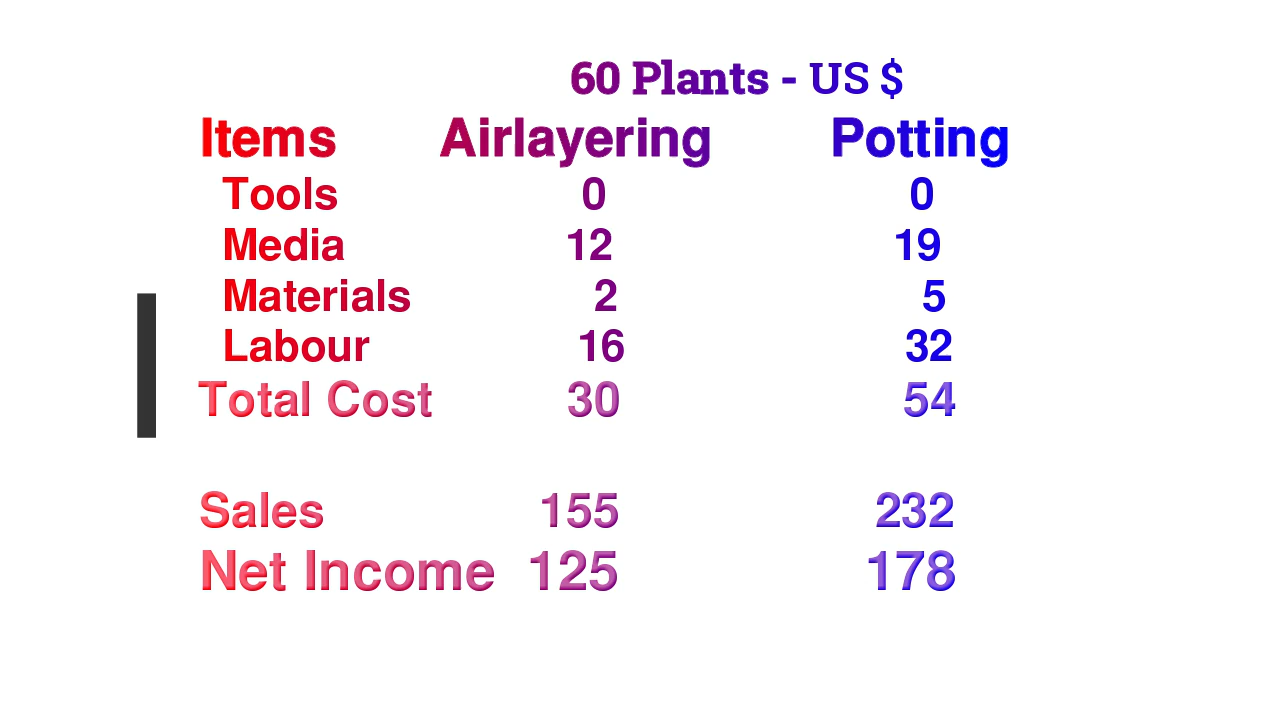 60 Plants - US $
Items Airlayering Potting
Tools 0 0
Media 12 19
Materials 2 5
Labour 16 32
Total Cost 30 54
Sales 155 232
Net Income 125 178